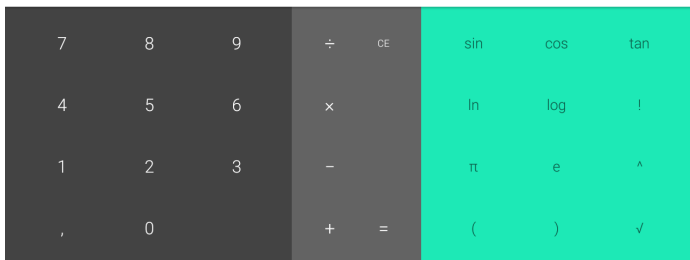 7 8 9 ÷ CE sin cos tan
4 5 6 × ln log !
1 2 3 − π e ^
, 0 + = ( ) √